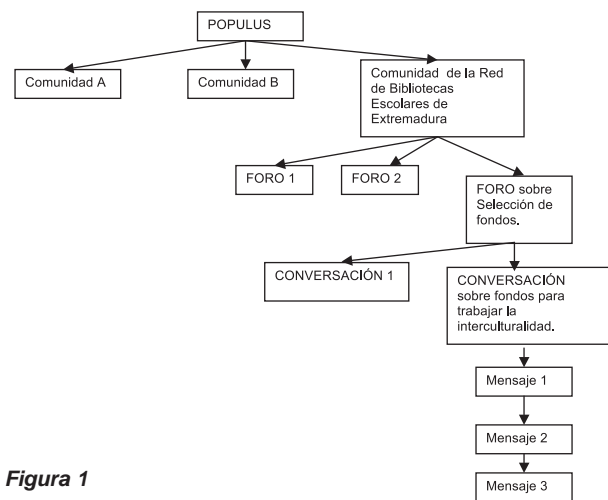 POPULUS
Comunidad A
Comunidad B
Comunidad de la Red
de Bibliotecas
Escolares de
Extremadura
FORO 1
FORO 2
FORO sobre
Selección de
fondos.
CONVERSACIÓN 1
CONVERSACIÓN
sobre fondos para
trabajar la
interculturalidad.
Mensaje 1
Mensaje 2
Mensaje 3
Figura 1